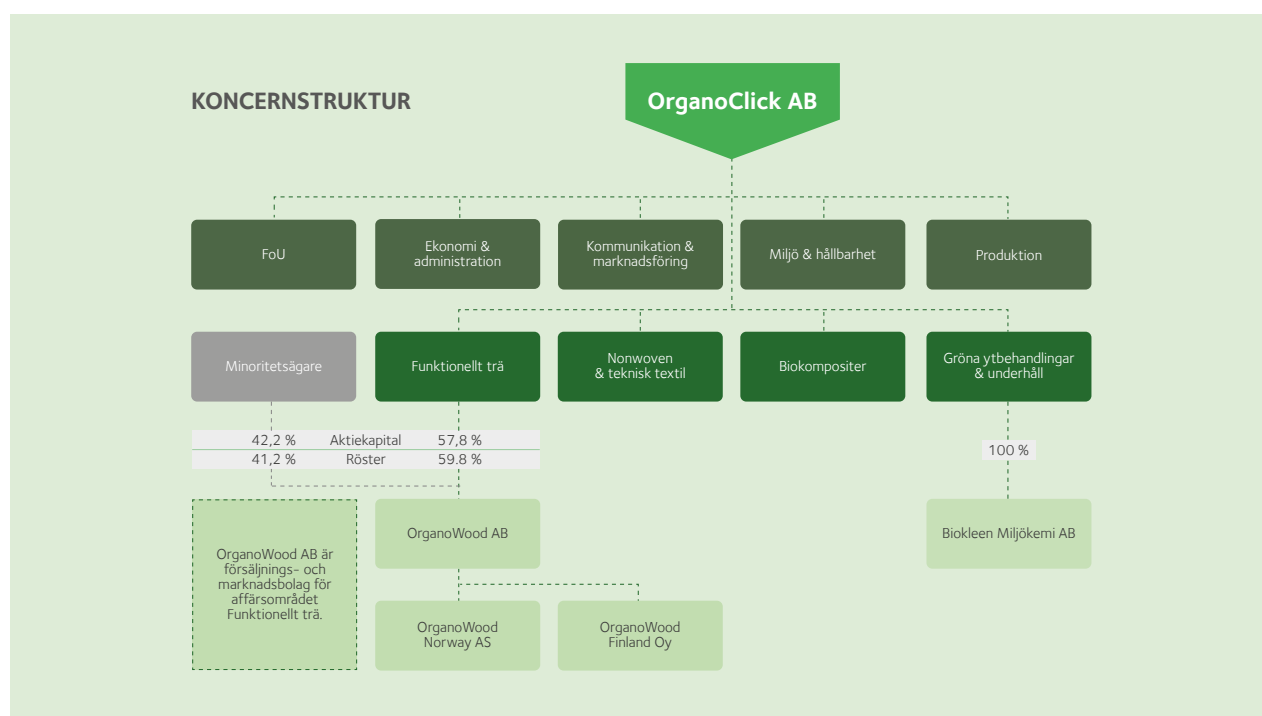 KONCERNSTRUKTUR
OrganoClick AB
FoU
Ekonomi &
administration
Kommunikation &
marknadsföring
Miljö & hållbarhet
Produktion
Minoritetsägare
Funktionellt trä
Nonwoven
& teknisk textil
Biokompositer
Gröna ytbehandlingar
& underhåll
42,2 % Aktiekapital 57,8 %
41,2 % Röster 59.8 %
100 %
OrganoWood AB är
försäljnings- och
marknadsbolag för
affärsområdet
Funktionellt trä.
OrganoWood AB
Biokleen Miljökemi AB
OrganoWood
Norway AS
OrganoWood
Finland Oy